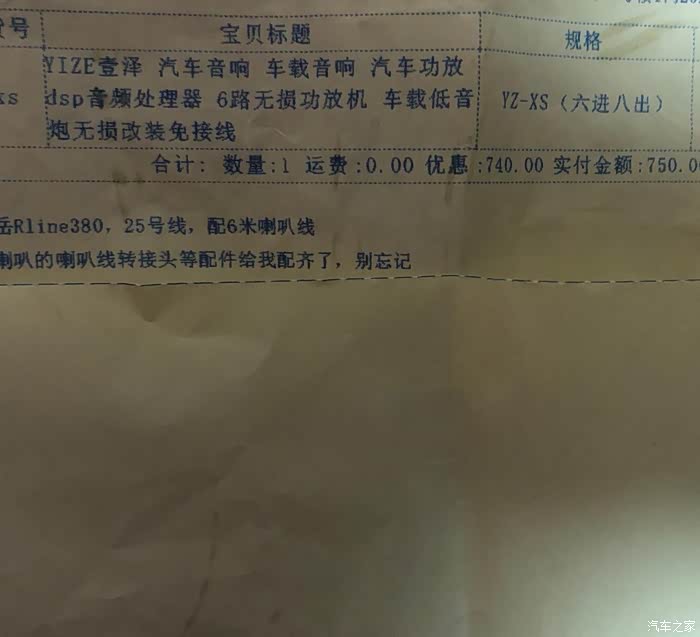 号 宝贝标题 规格
YIZE壹泽 汽车音响 车载音响 汽车功放
xs dsp音频处理器 6路无损功放机 车载低音 YZ-XS（六进八出）
炮无损改装免接线
合计: 数量:1 运费:0.00 优惠:740.00 实付金额:750.0
岳Rline380，25号线，配6米喇叭线
喇叭的喇叭线转接头等配件给我配齐了，别忘记
汽车之家